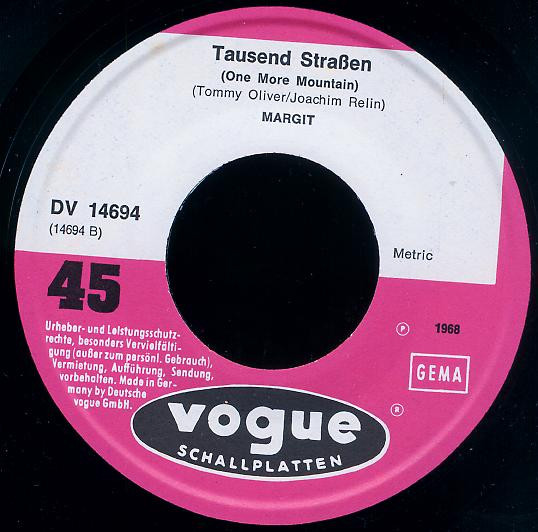 Tausend Straßen
(One More Mountain)
(Tommy Oliver/Joachim Relin)
MARGIT
DV 14694
(14694 B)
Metric
45
Ⓟ 1968
GEMA
Urheber- und Leistungsschutz-
rechte, besonders Vervielfälti-
gung (außer zum persönl. Gebrauch),
Vermietung, Aufführung, Sendung,
vorbehalten. Made in Ger-
many by Deutsche
vogue GmbH.
®
vogue
SCHALLPLATTEN